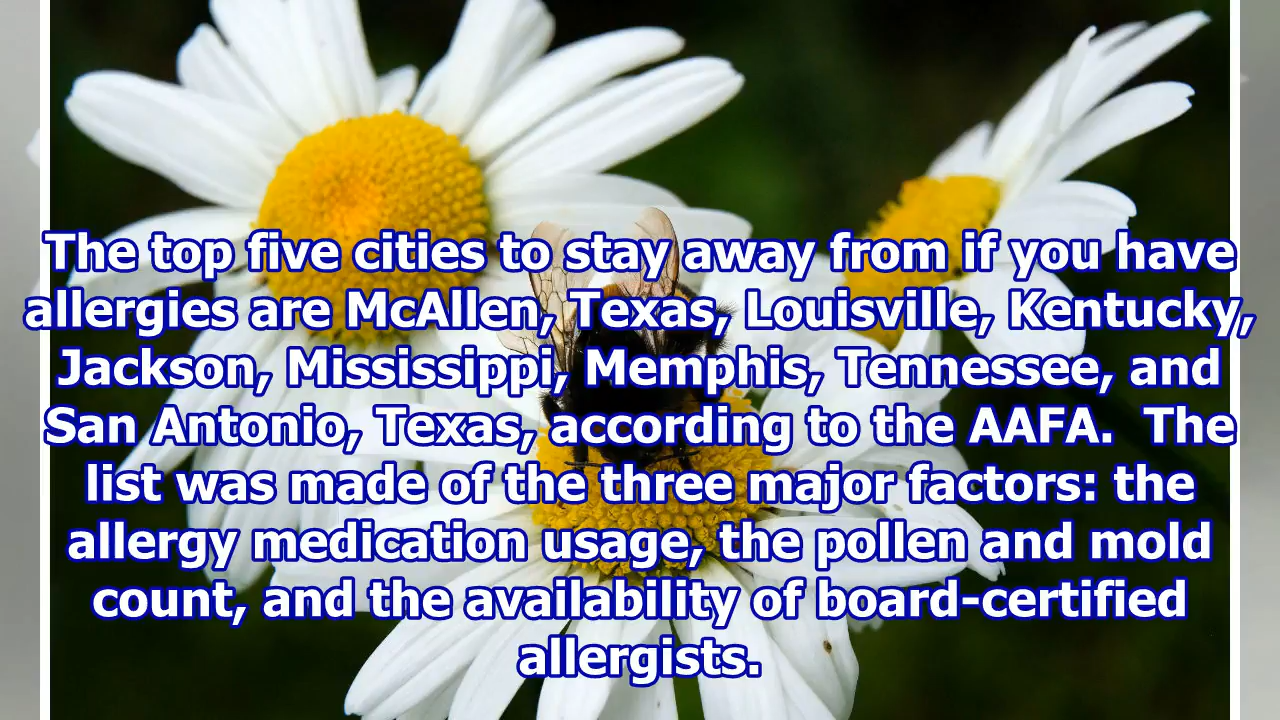 The top five cities to stay away from if you have
allergies are McAllen, Texas, Louisville, Kentucky,
Jackson, Mississippi, Memphis, Tennessee, and
San Antonio, Texas, according to the AAFA.  The
list was made of the three major factors: the
allergy medication usage, the pollen and mold
count, and the availability of board-certified
allergists.